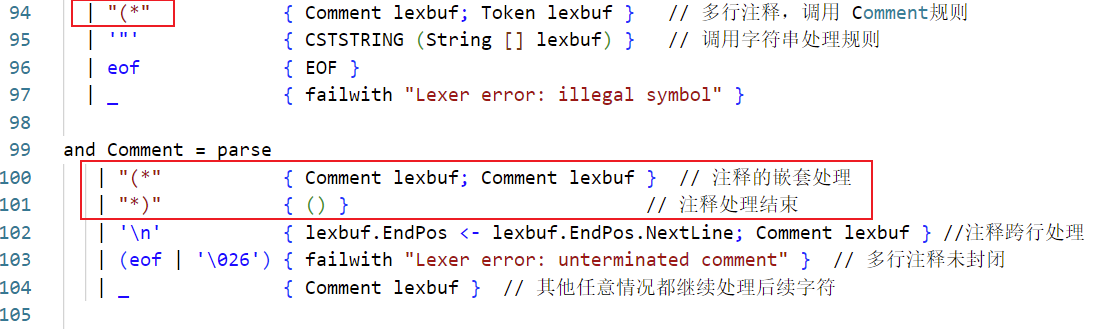 94 | "(*" { Comment lexbuf; Token lexbuf } // 多行注释，调用 Comment规则
95 | '"' { CSTSTRING (String [] lexbuf) } // 调用字符串处理规则
96 | eof { EOF }
97 | _ { failwith "Lexer error: illegal symbol" }
98
99 and Comment = parse
100 | "(*" { Comment lexbuf; Comment lexbuf } // 注释的嵌套处理
101 | "*)" { () } // 注释处理结束
102 | '\n' { lexbuf.EndPos <- lexbuf.EndPos.NextLine; Comment lexbuf } //注释跨行处理
103 | (eof | '\026') { failwith "Lexer error: unterminated comment" } // 多行注释未封闭
104 | _ { Comment lexbuf } // 其他任意情况都继续处理后续字符
105